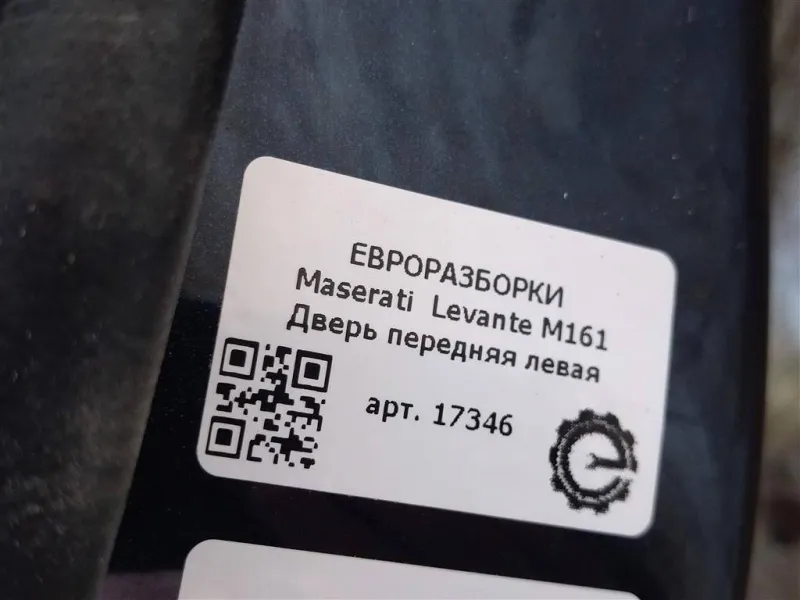 ЕВРОРАЗБОРКИ
Maserati Levante M161
Дверь передняя левая
арт. 17346